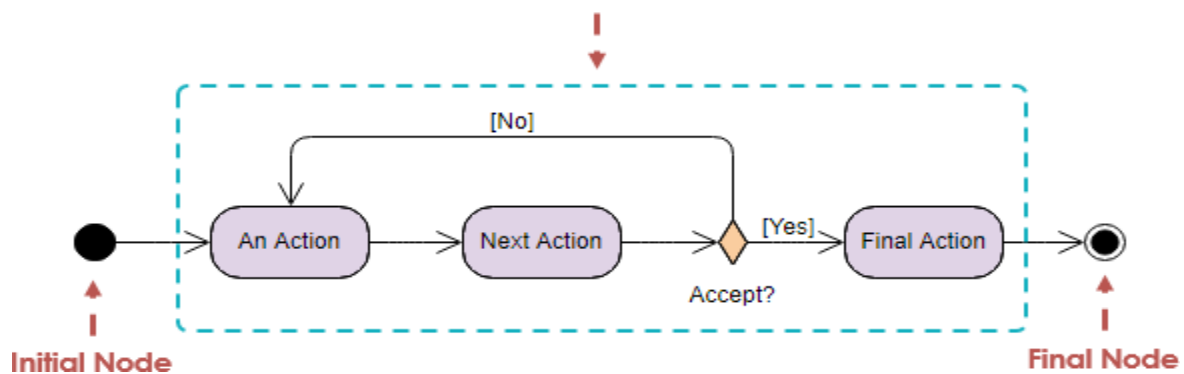 [No]
An Action
Next Action
[Yes]
Final Action
Accept?
Initial Node
Final Node